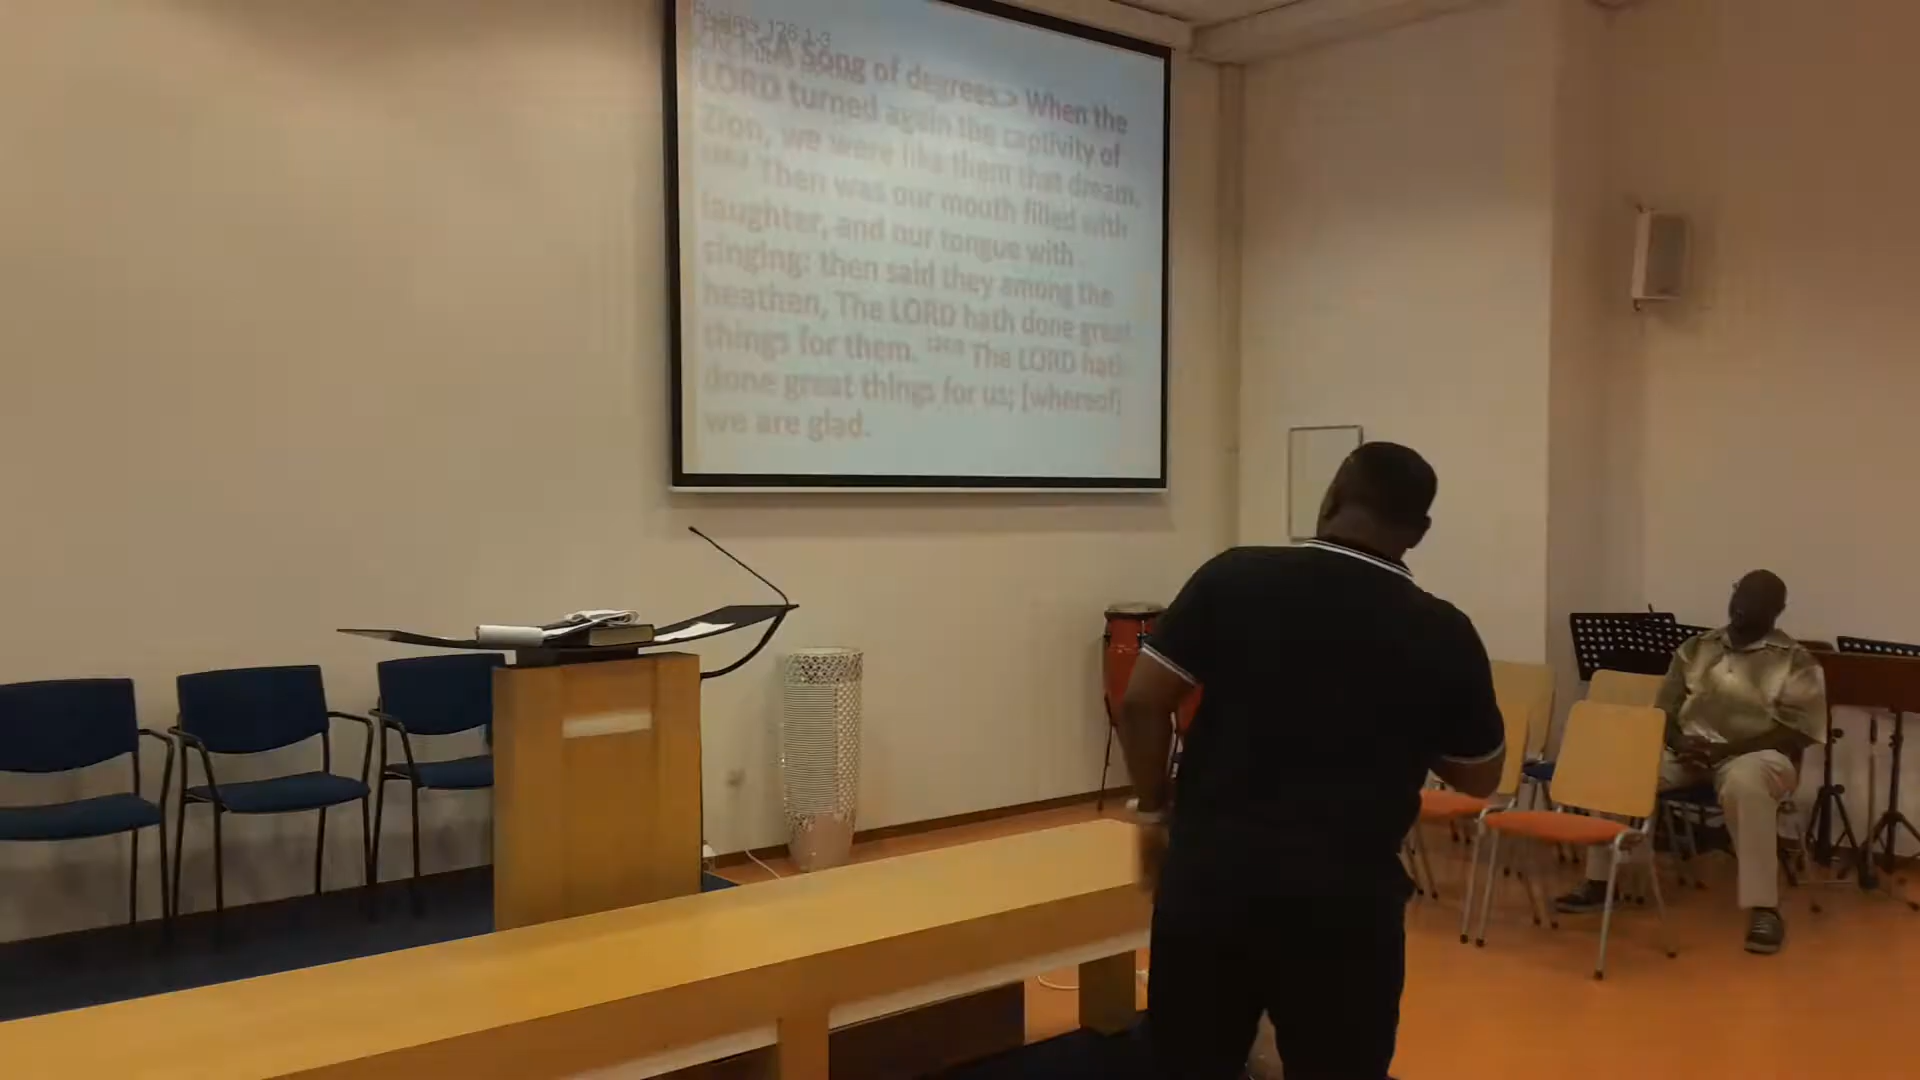 Psalms 126:1-3
<A Song of degrees> When the
LORD turned again the captivity of
Zion, we were like them that dream.
Then was our mouth filled with
laughter, and our tongue with
singing: then said they among the
heathen, The LORD hath done great
things for them. The LORD hath
done great things for us; [whereof]
we are glad.